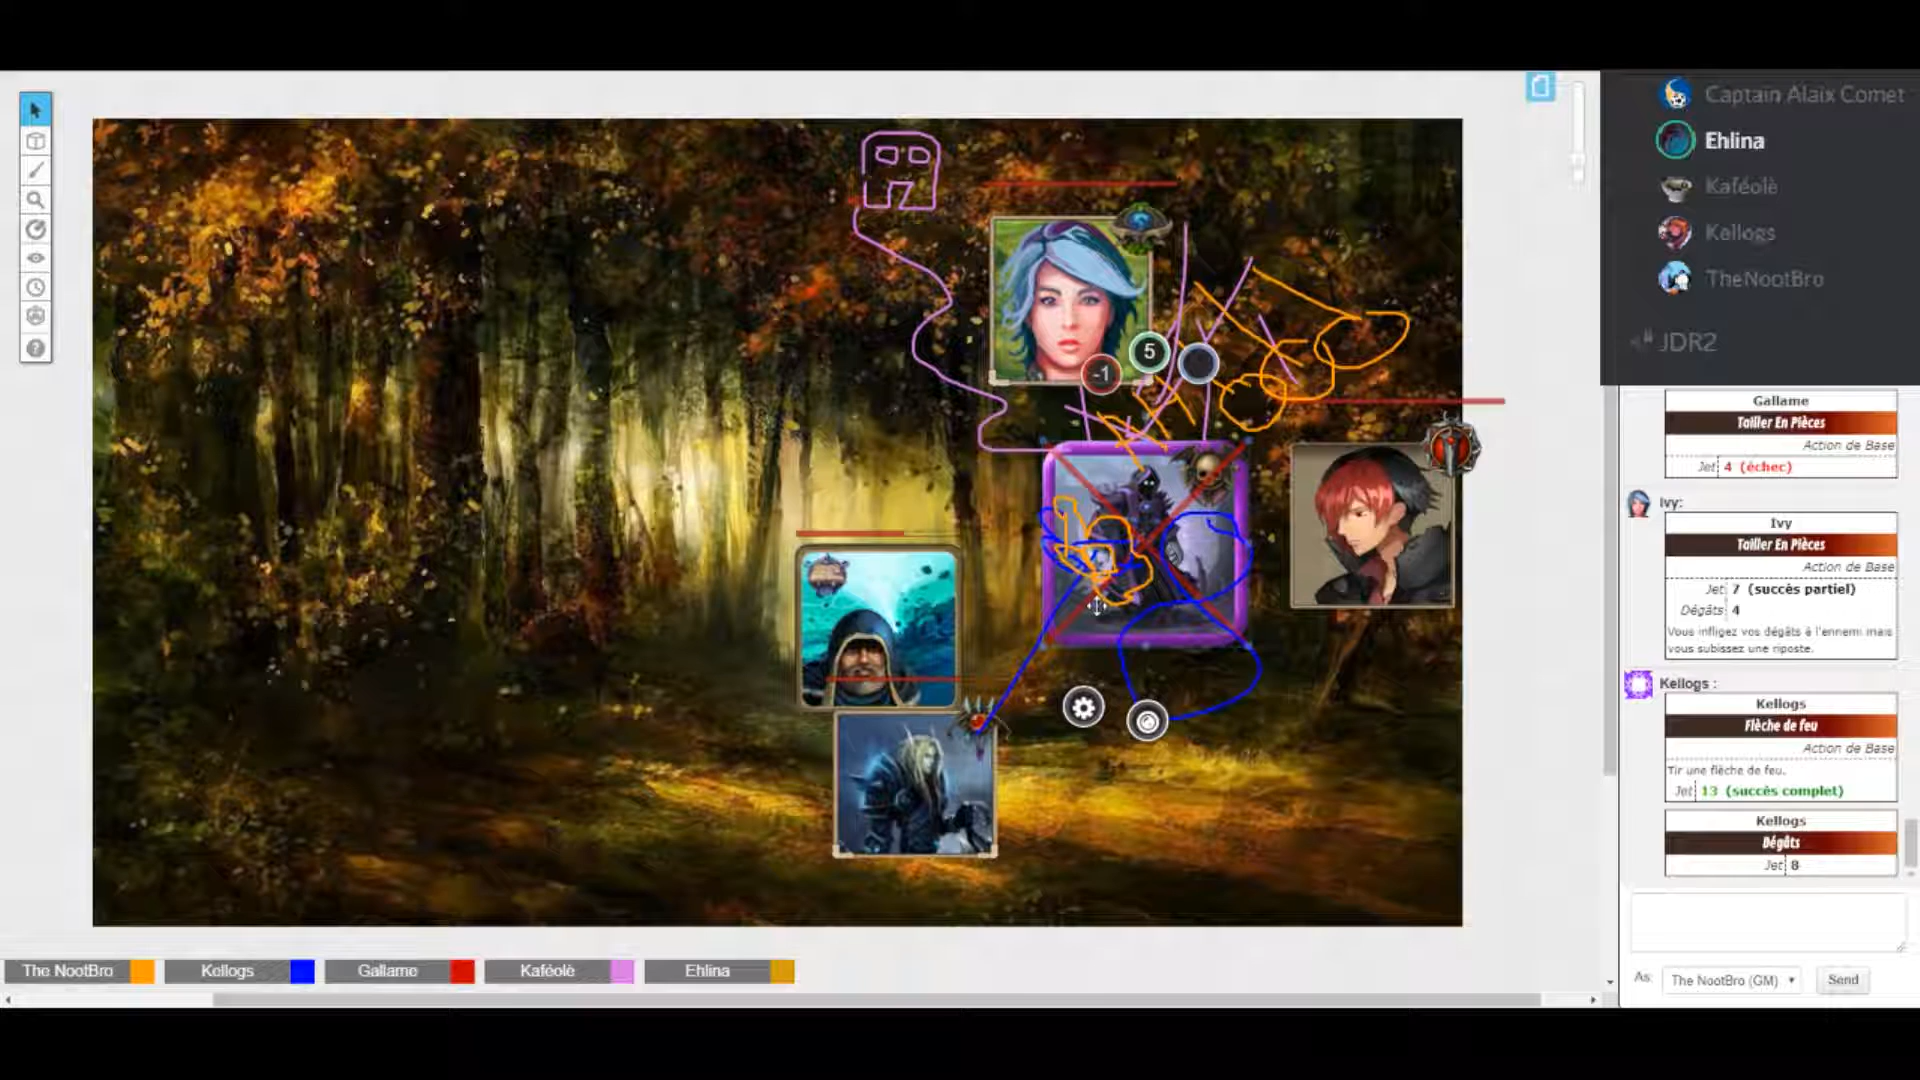 Captain Alaïx Comet
Ehlina
Kaféolè
Kellogs
TheNootBro
JDR2
5
-1
Gallame
Tailler En Pièces
Action de Base
Jet: 4 (échec)
Ivy:
Ivy
Tailler En Pièces
Action de Base
Jet: 7 (succès partiel)
Dégâts: 4
Vous infligez vos dégâts à l'ennemi mais
vous subissez une riposte.
Kellogs :
Kellogs
Flèche de feu
Action de Base
Tir une flèche de feu.
Jet: 13 (succès complet)
Kellogs
Dégâts
Jet: 8
The NootBro
Kellogs
Gallame
Kaféolè
Ehlina
As: The NootBro (GM) Send